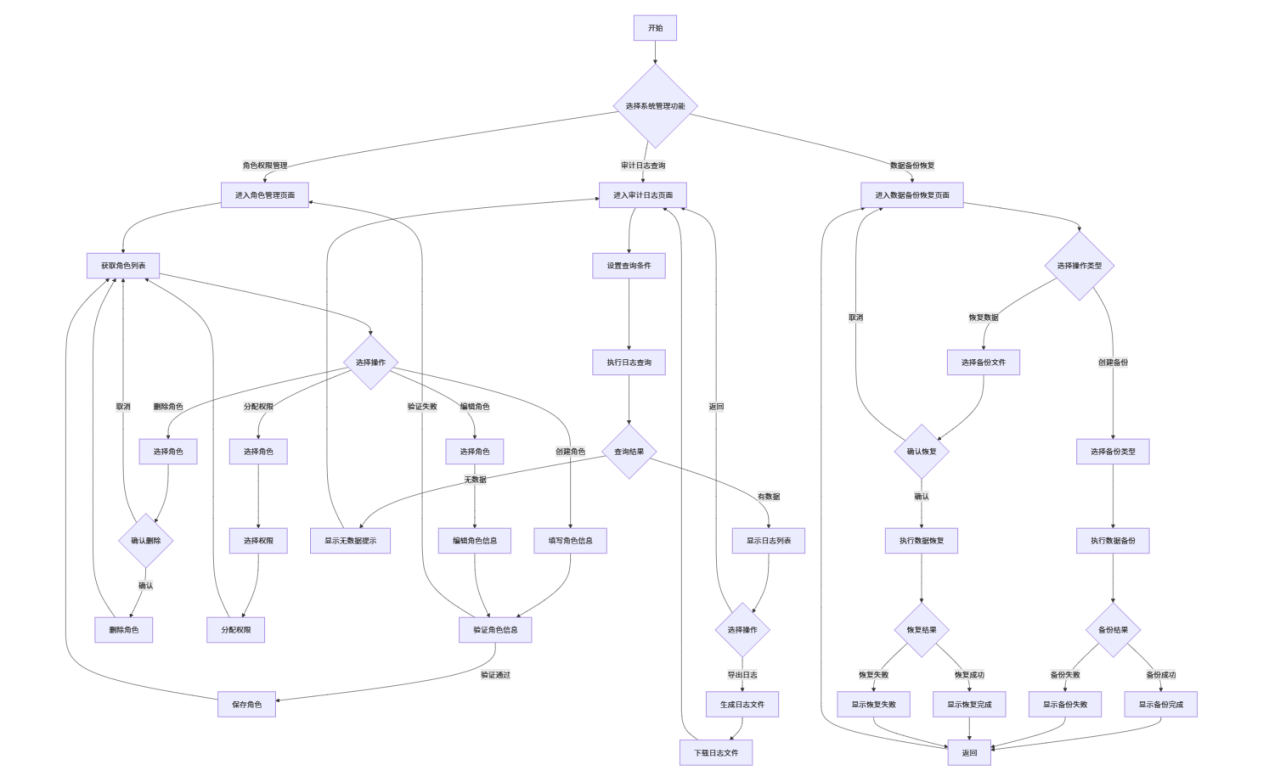 开始
选择系统管理功能
角色权限管理
审计日志查询
数据备份恢复
进入角色管理页面
进入审计日志页面
进入数据备份恢复页面
获取角色列表
设置查询条件
选择操作类型
取消
恢复数据
选择操作
执行日志查询
选择备份文件
创建备份
取消
删除角色
分配权限
验证失败
编辑角色
返回
选择角色
选择角色
选择角色
创建角色
查询结果
确认恢复
选择备份类型
无数据
有数据
确认
确认删除
选择权限
显示无数据提示
编辑角色信息
填写角色信息
显示日志列表
执行数据恢复
执行数据备份
确认
删除角色
分配权限
验证角色信息
选择操作
恢复结果
备份结果
验证通过
导出日志
恢复失败
恢复成功
备份失败
备份成功
保存角色
生成日志文件
显示恢复失败
显示恢复完成
显示备份失败
显示备份完成
下载日志文件
返回